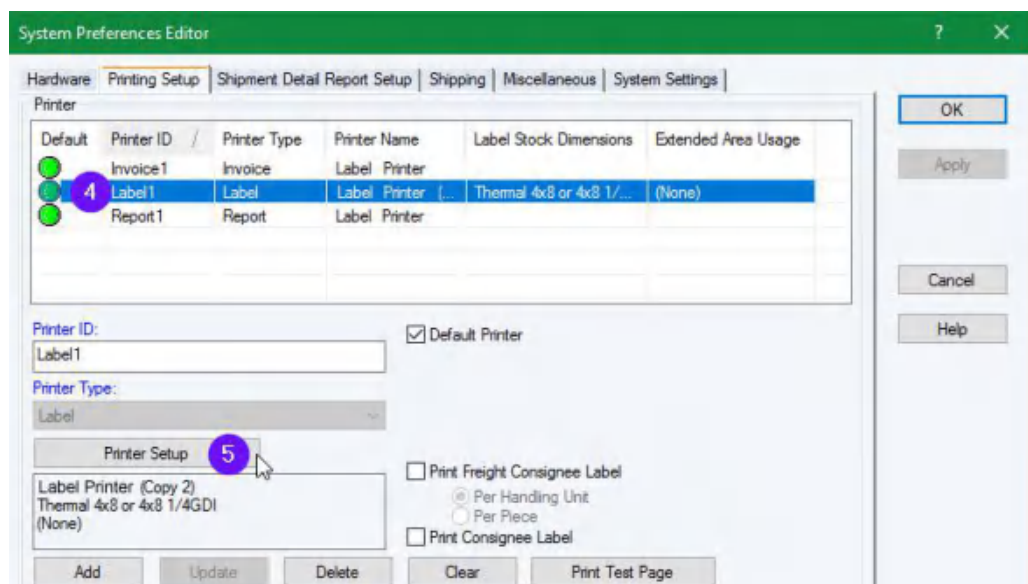 System Preferences Editor ? ×
Hardware Printing Setup Shipment Detail Report Setup Shipping Miscellaneous System Settings
Printer
OK
Default Printer ID / Printer Type Printer Name Label Stock Dimensions Extended Area Usage
Invoice1 Invoice Label Printer
Apply
4 Label1 Label Label Printer (... Thermal 4x8 or 4x8 1/... (None)
Report1 Report Label Printer
Cancel
Printer ID:
Default Printer
Help
Label1
Printer Type:
Label
Printer Setup 5
Print Freight Consignee Label
Label Printer (Copy 2)
Per Handling Unit
Thermal 4x8 or 4x8 1/4GDI
Per Piece
(None)
Print Consignee Label
Add Update Delete Clear Print Test Page